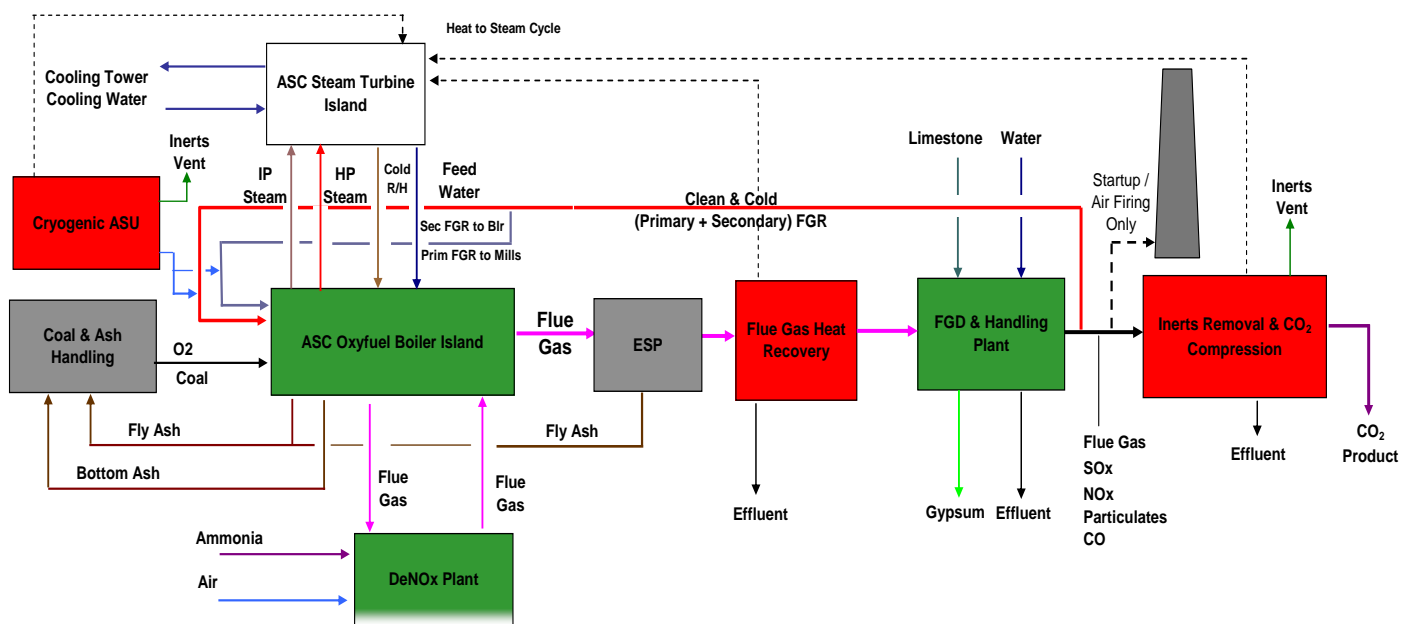 Heat to Steam Cycle
Cooling Tower
Cooling Water
ASC Steam Turbine
Island
Inerts
Vent
IP
Steam
HP
Steam
Cold
R/H
Feed
Water
Limestone
Water
Startup /
Air Firing
Only
Inerts
Vent
Cryogenic ASU
Clean & Cold
(Primary + Secondary) FGR
Sec FGR to Blr
Prim FGR to Mills
Coal & Ash
Handling
O2
Coal
ASC Oxyfuel Boiler Island
Flue
Gas
ESP
Flue Gas Heat
Recovery
FGD & Handling
Plant
Inerts Removal & CO2
Compression
Fly Ash
Bottom Ash
Fly Ash
Flue
Gas
Flue
Gas
Effluent
Gypsum
Effluent
Flue Gas
SOx
NOx
Particulates
CO
Effluent
CO2
Product
Ammonia
Air
DeNOx Plant